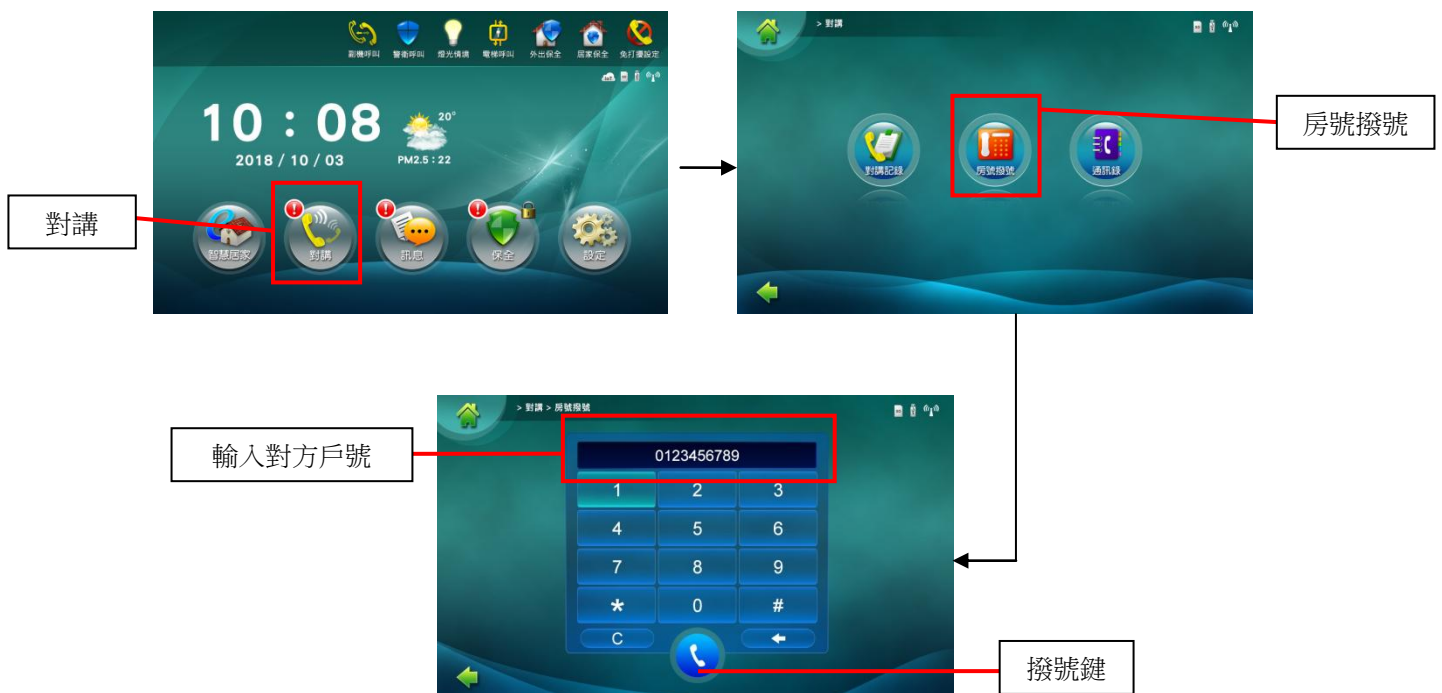 副機呼叫 警衛呼叫 燈光情境 電梯呼叫 外出保全 居家保全 免打擾設定
10 : 08
20°
2018 / 10 / 03
PM2.5 : 22
智慧居家 對講 訊息 保全 設定
對講
> 對講
對講記錄 房號撥號 通訊錄
房號撥號
> 對講 > 房號撥號
輸入對方戶號
0123456789
1 2 3
4 5 6
7 8 9
* 0 #
C
撥號鍵